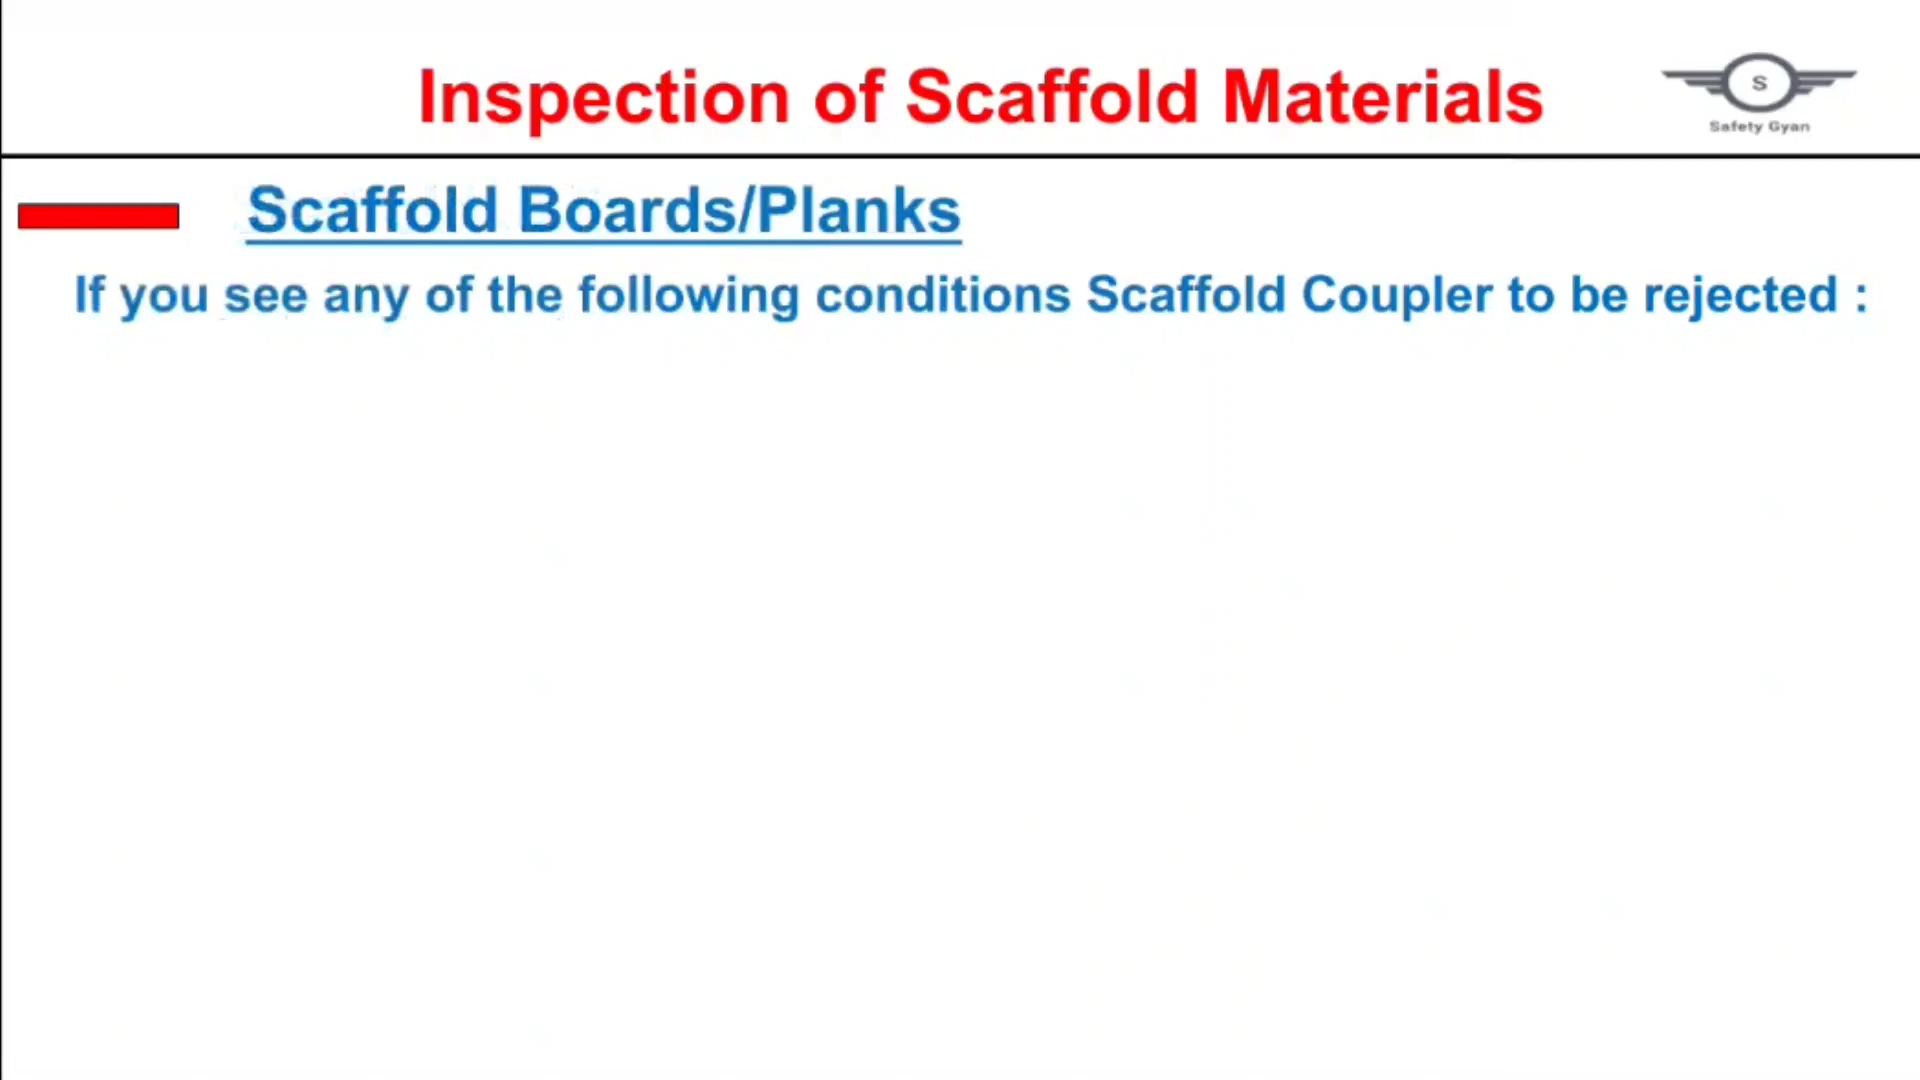 Inspection of Scaffold Materials
S
Safety Gyan
Scaffold Boards/Planks
If you see any of the following conditions Scaffold Coupler to be rejected :